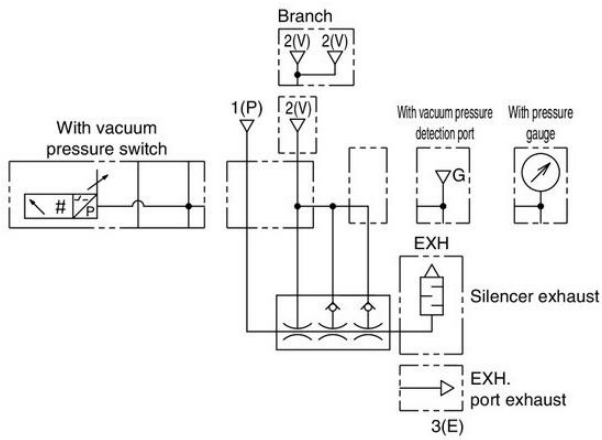 Branch
2(V) 2(V)
1(P) 2(V)
With vacuum
pressure switch
# P
With vacuum pressure
detection port
G
With pressure
gauge
EXH
Silencer exhaust
EXH.
port exhaust
3(E)